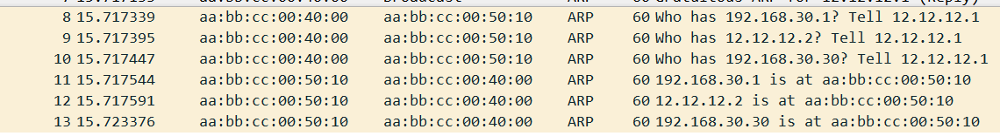 8 15.717339 aa:bb:cc:00:40:00 aa:bb:cc:00:50:10 ARP 60 Who has 192.168.30.1? Tell 12.12.12.1
9 15.717395 aa:bb:cc:00:40:00 aa:bb:cc:00:50:10 ARP 60 Who has 12.12.12.2? Tell 12.12.12.1
10 15.717447 aa:bb:cc:00:40:00 aa:bb:cc:00:50:10 ARP 60 Who has 192.168.30.30? Tell 12.12.12.1
11 15.717544 aa:bb:cc:00:50:10 aa:bb:cc:00:40:00 ARP 60 192.168.30.1 is at aa:bb:cc:00:50:10
12 15.717591 aa:bb:cc:00:50:10 aa:bb:cc:00:40:00 ARP 60 12.12.12.2 is at aa:bb:cc:00:50:10
13 15.723376 aa:bb:cc:00:50:10 aa:bb:cc:00:40:00 ARP 60 192.168.30.30 is at aa:bb:cc:00:50:10